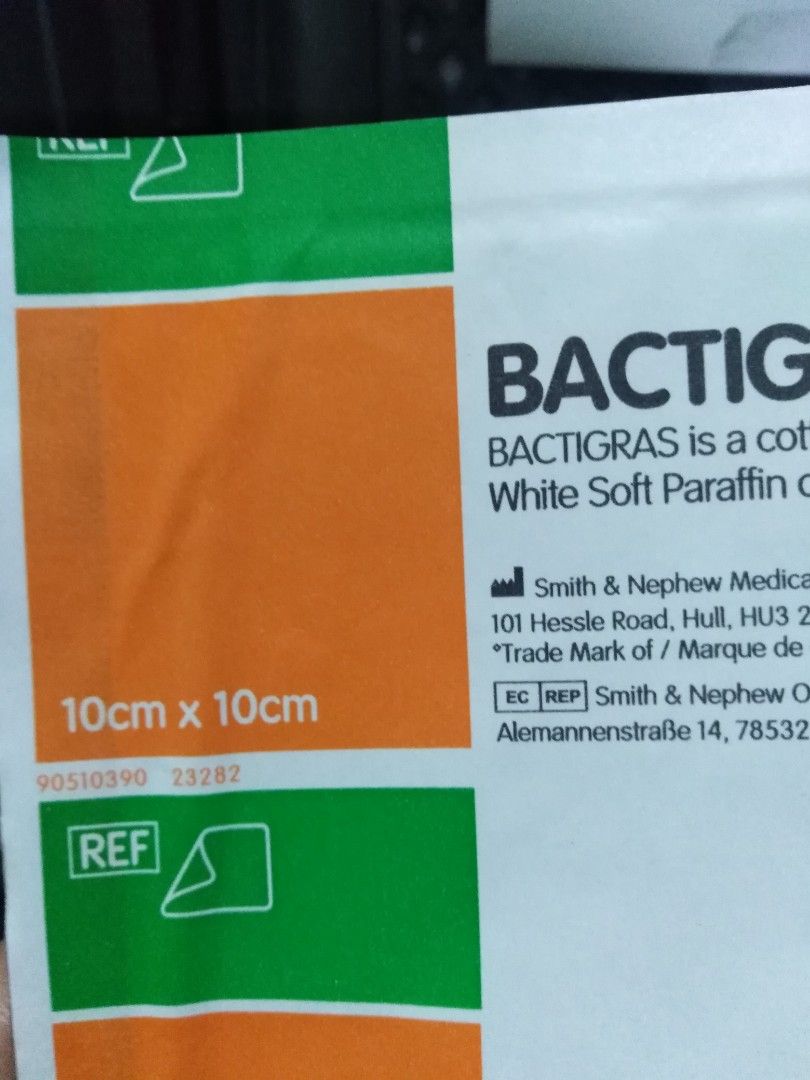 REF
BACTIG
BACTIGRAS is a cot
White Soft Paraffin
Smith & Nephew Medica
101 Hessle Road, Hull, HU3 2
°Trade Mark of / Marque de
EC REP Smith & Nephew O
Alemannenstraße 14, 78532
10cm x 10cm
90510390 23282
REF